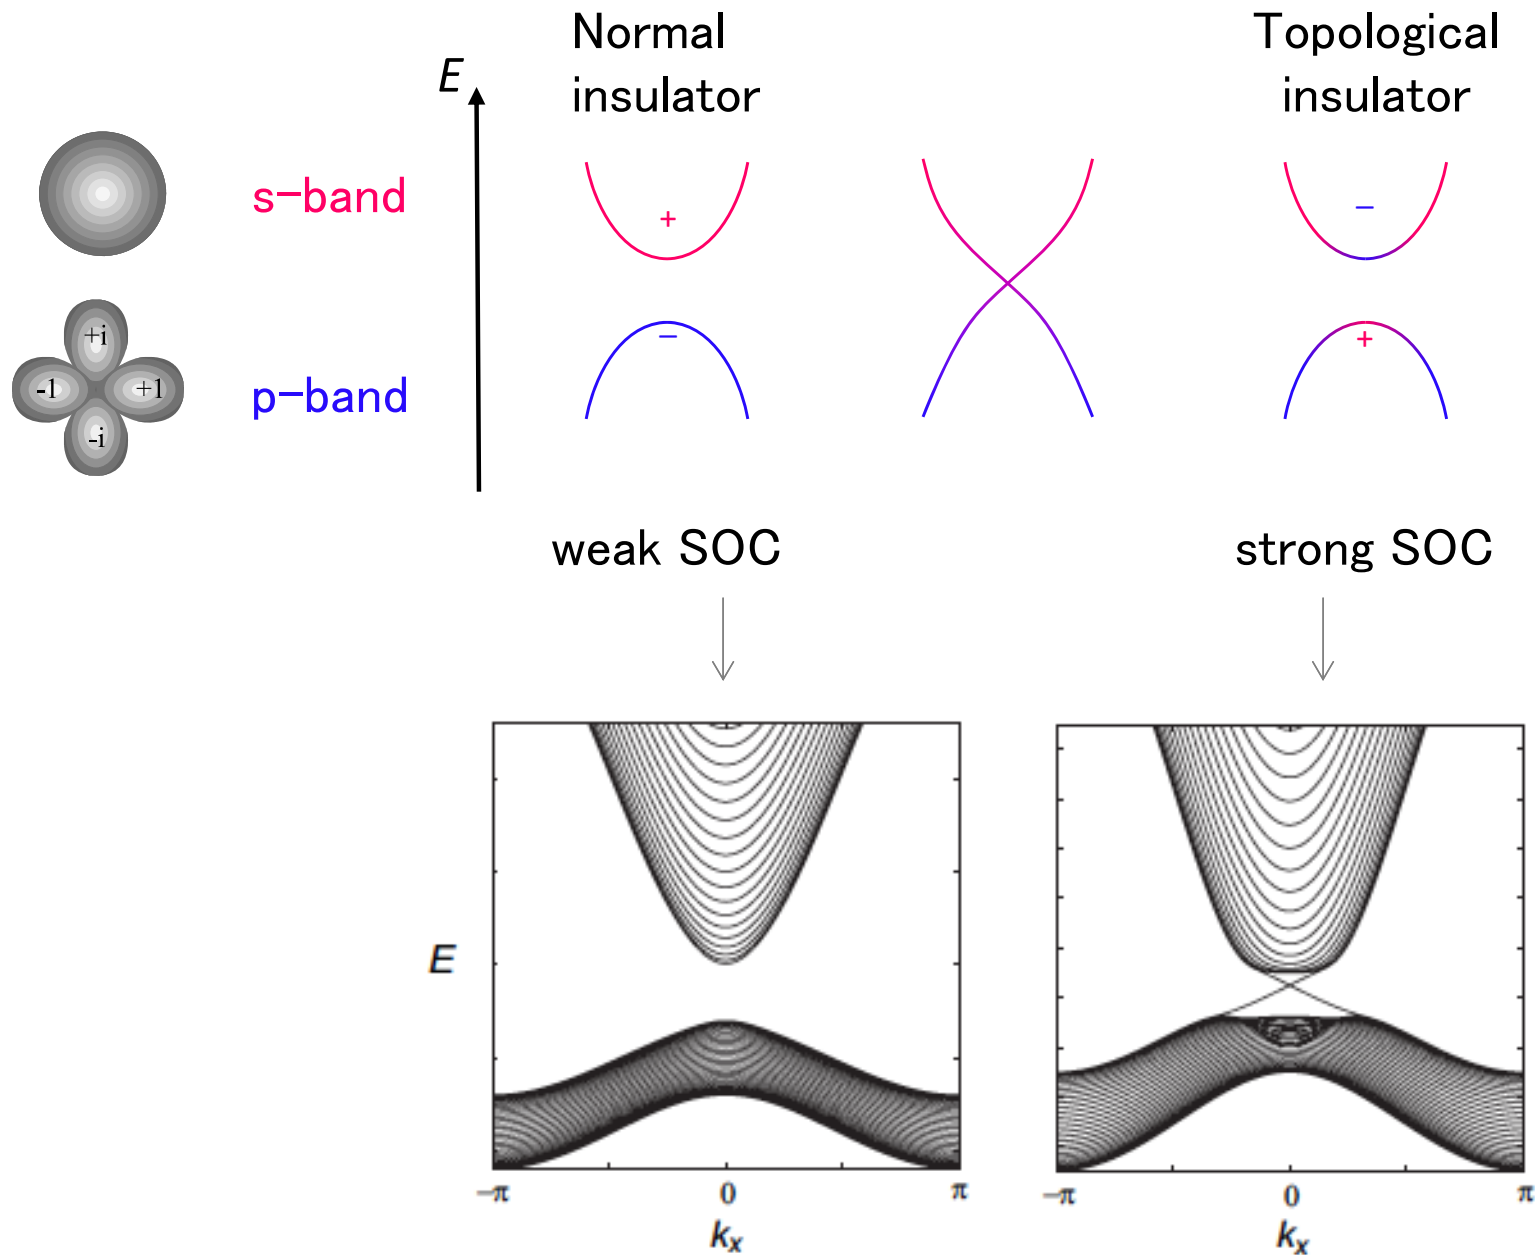 Normal
insulator
Topological
insulator
E
s-band
+
−
+i
-1
+1
-i
p-band
−
+
weak SOC
strong SOC
E
−π
0
π
kx
−π
0
π
kx